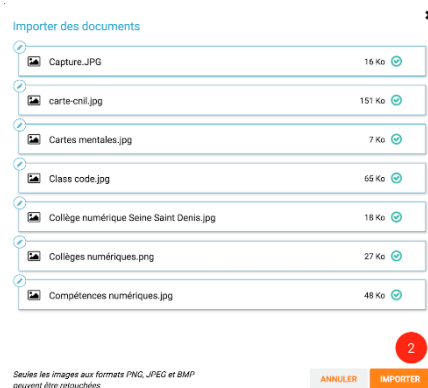 Importer des documents
Capture.JPG 16 Ko
carte-cnil.jpg 151 Ko
Cartes mentales.jpg 7 Ko
Class code.jpg 65 Ko
Collège numérique Seine Saint Denis.jpg 18 Ko
Collèges numériques.png 27 Ko
Compétences numériques.jpg 48 Ko
2
Seules les images aux formats PNG, JPEG et BMP
peuvent être retouchées
ANNULER IMPORTER